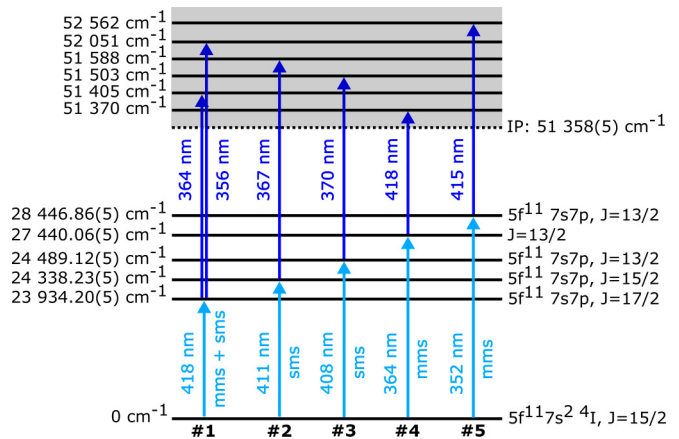 52 562 cm⁻¹
52 051 cm⁻¹
51 588 cm⁻¹
51 503 cm⁻¹
51 405 cm⁻¹
51 370 cm⁻¹
IP: 51 358(5) cm⁻¹
364 nm
356 nm
367 nm
370 nm
418 nm
415 nm
28 446.86(5) cm⁻¹
5f¹¹ 7s7p, J=13/2
27 440.06(5) cm⁻¹
J=13/2
24 489.12(5) cm⁻¹
5f¹¹ 7s7p, J=13/2
24 338.23(5) cm⁻¹
5f¹¹ 7s7p, J=15/2
23 934.20(5) cm⁻¹
5f¹¹ 7s7p, J=17/2
418 nm
mms + sms
411 nm
sms
408 nm
sms
364 nm
mms
352 nm
mms
0 cm⁻¹
5f¹¹7s² ⁴I, J=15/2
#1
#2
#3
#4
#5